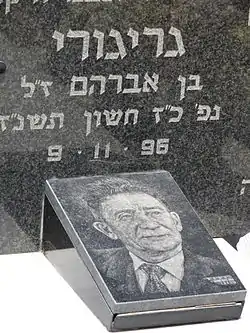 גריגורי
בן אברהם ז"ל
נפ' כ"ז חשון תשנ"ז
9 · 11 · 96